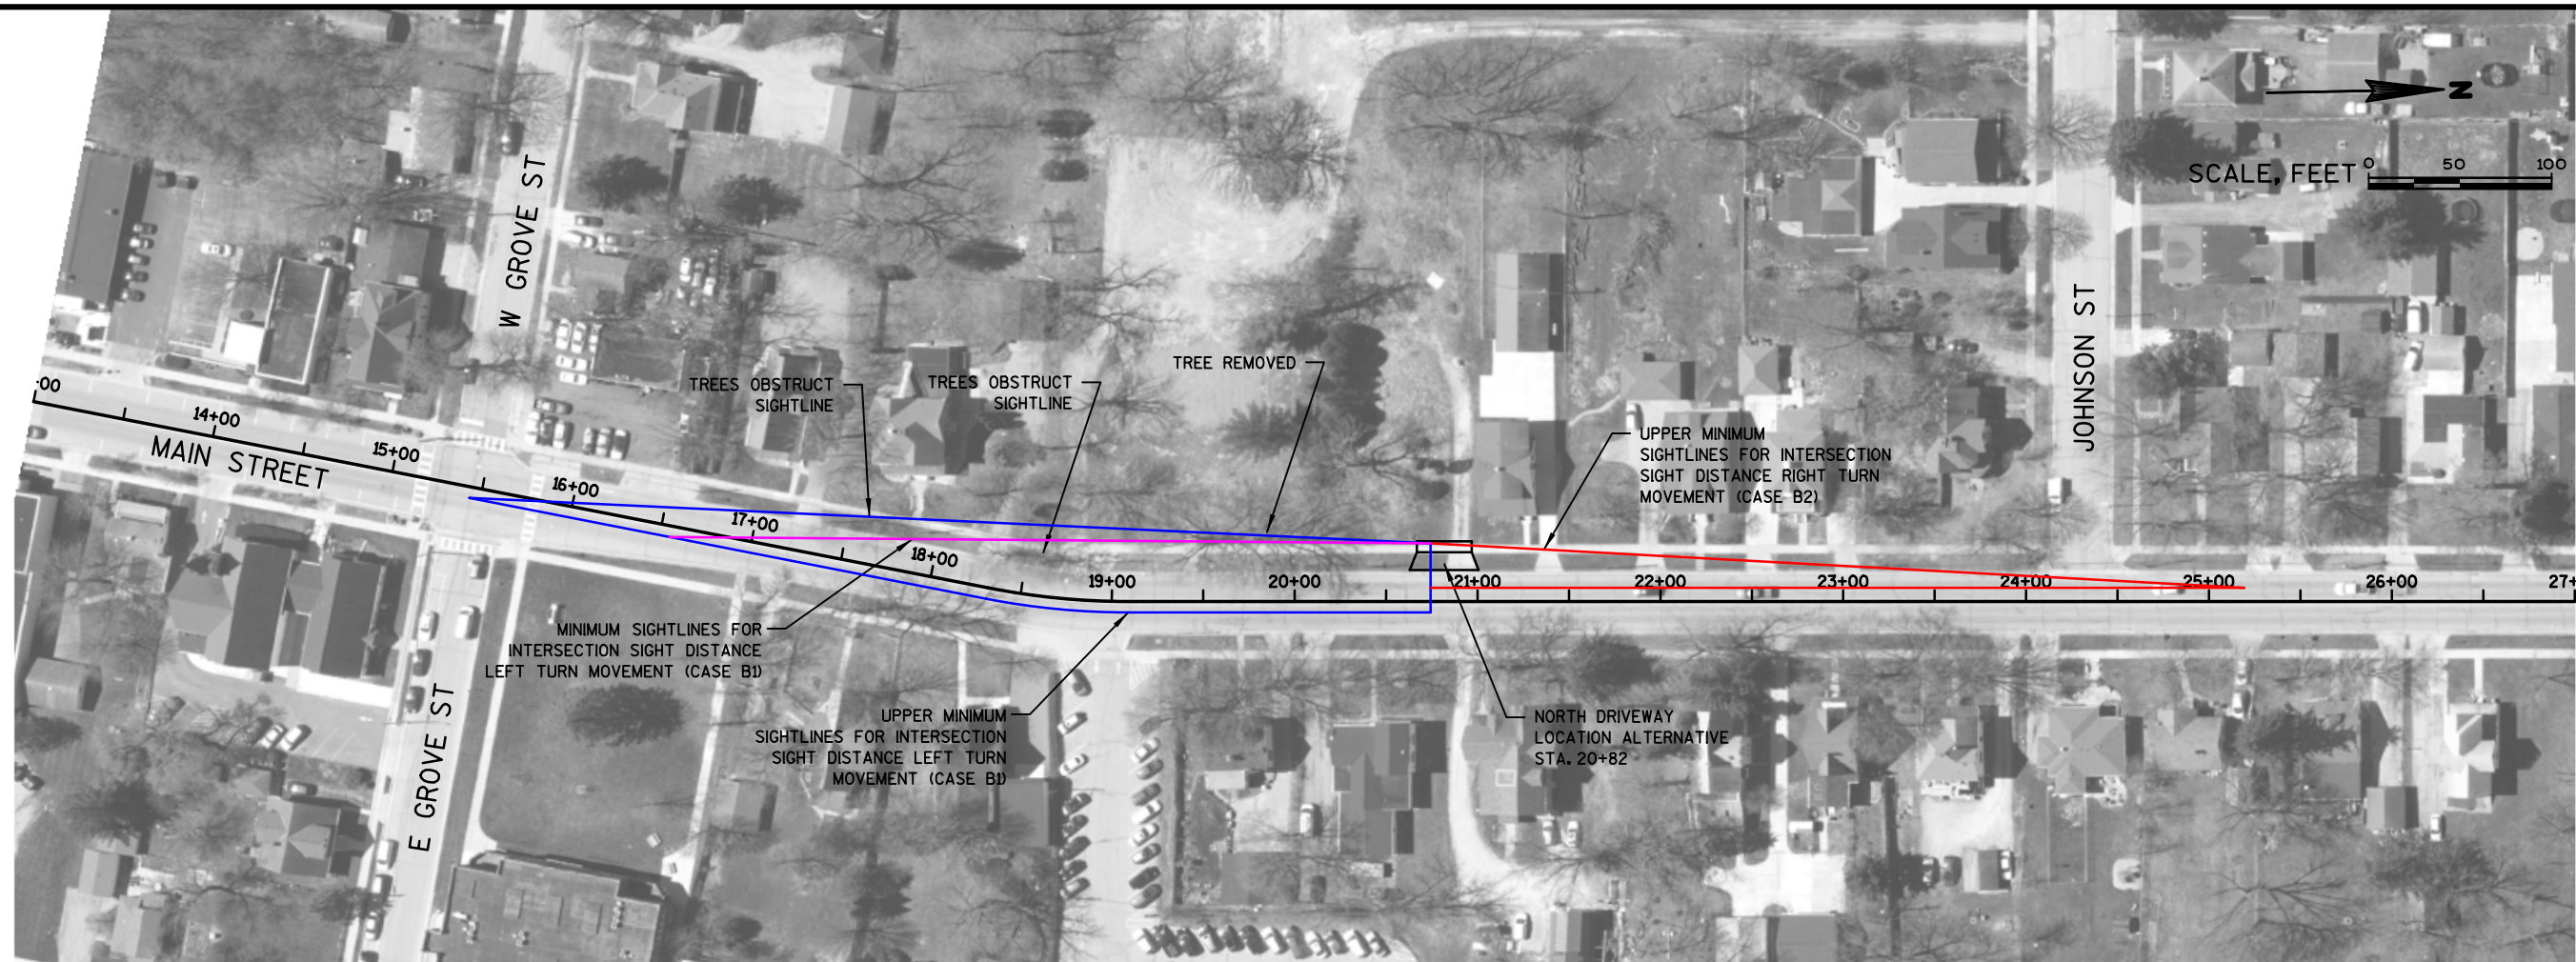 N
SCALE, FEET
0 50 100
W GROVE ST
JOHNSON ST
TREES OBSTRUCT
SIGHTLINE
TREES OBSTRUCT
SIGHTLINE
TREE REMOVED
UPPER MINIMUM
SIGHTLINES FOR INTERSECTION
SIGHT DISTANCE RIGHT TURN
MOVEMENT (CASE B2)
:00
14+00
15+00
16+00
17+00
18+00
19+00
20+00
21+00
22+00
23+00
24+00
25+00
26+00
27+
MAIN STREET
MINIMUM SIGHTLINES FOR
INTERSECTION SIGHT DISTANCE
LEFT TURN MOVEMENT (CASE B1)
E GROVE ST
UPPER MINIMUM
SIGHTLINES FOR INTERSECTION
SIGHT DISTANCE LEFT TURN
MOVEMENT (CASE B1)
NORTH DRIVEWAY
LOCATION ALTERNATIVE
STA. 20+82